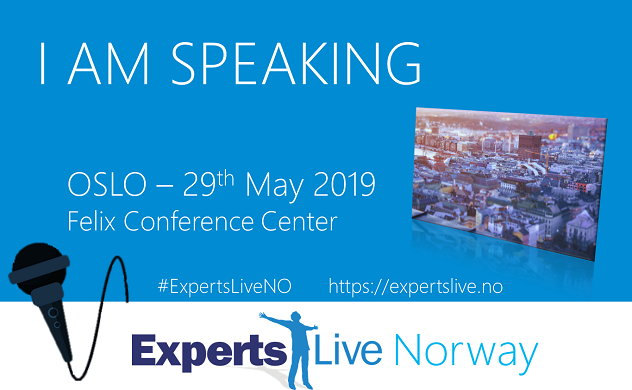 I AM SPEAKING
OSLO – 29th May 2019
Felix Conference Center
#ExpertsLiveNO https://expertslive.no
Experts Live Norway